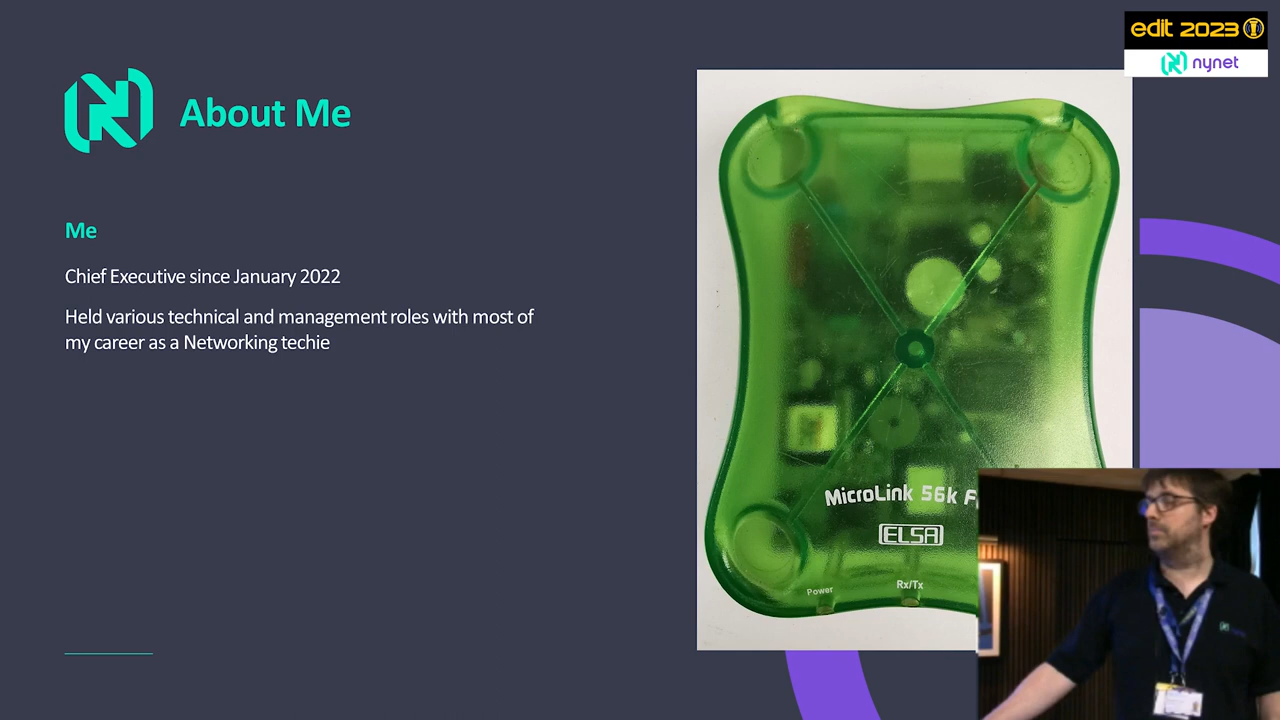 edit 2023
nynet
About Me
Me
Chief Executive since January 2022
Held various technical and management roles with most of
my career as a Networking techie
MicroLink 56k
ELSA
Power
Rx/Tx